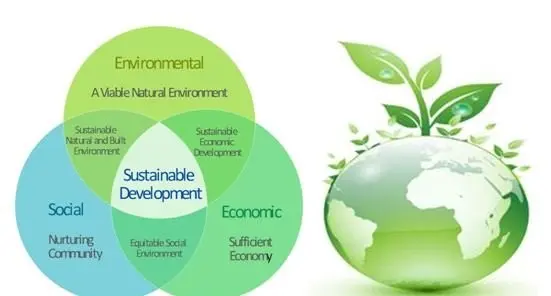 Environmental
A Viable Natural Environment
Sustainable
Natural and Built
Environment
Sustainable
Economic
Development
Sustainable
Development
Social
Nurturing
Community
Equitable Social
Environment
Economic
Sufficient
Economy